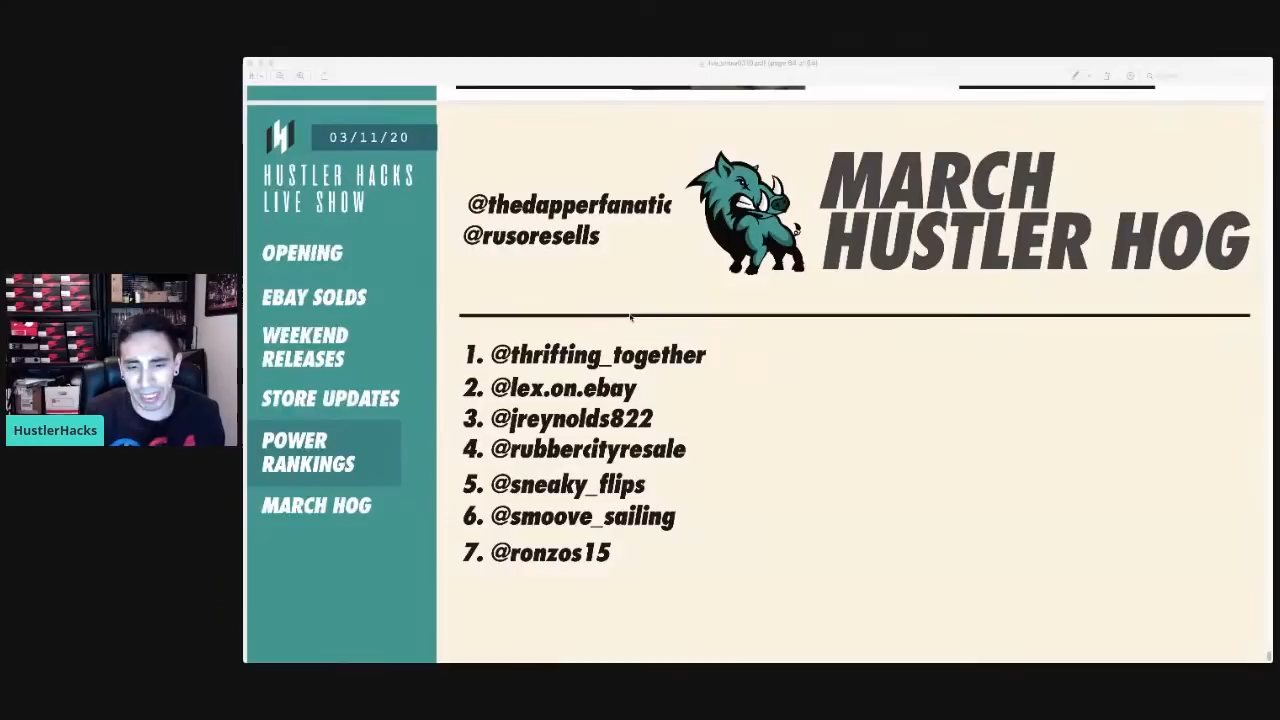 03/11/20
HUSTLER HACKS
LIVE SHOW
OPENING
EBAY SOLDS
WEEKEND
RELEASES
STORE UPDATES
POWER
RANKINGS
MARCH HOG
@thedapperfanatic
@rusoresells
MARCH
HUSTLER HOG
1. @thrifting_together
2. @lex.on.ebay
3. @jreynolds822
4. @rubbercityresale
5. @sneaky_flips
6. @smoove_sailing
7. @ronzos15
HustlerHacks